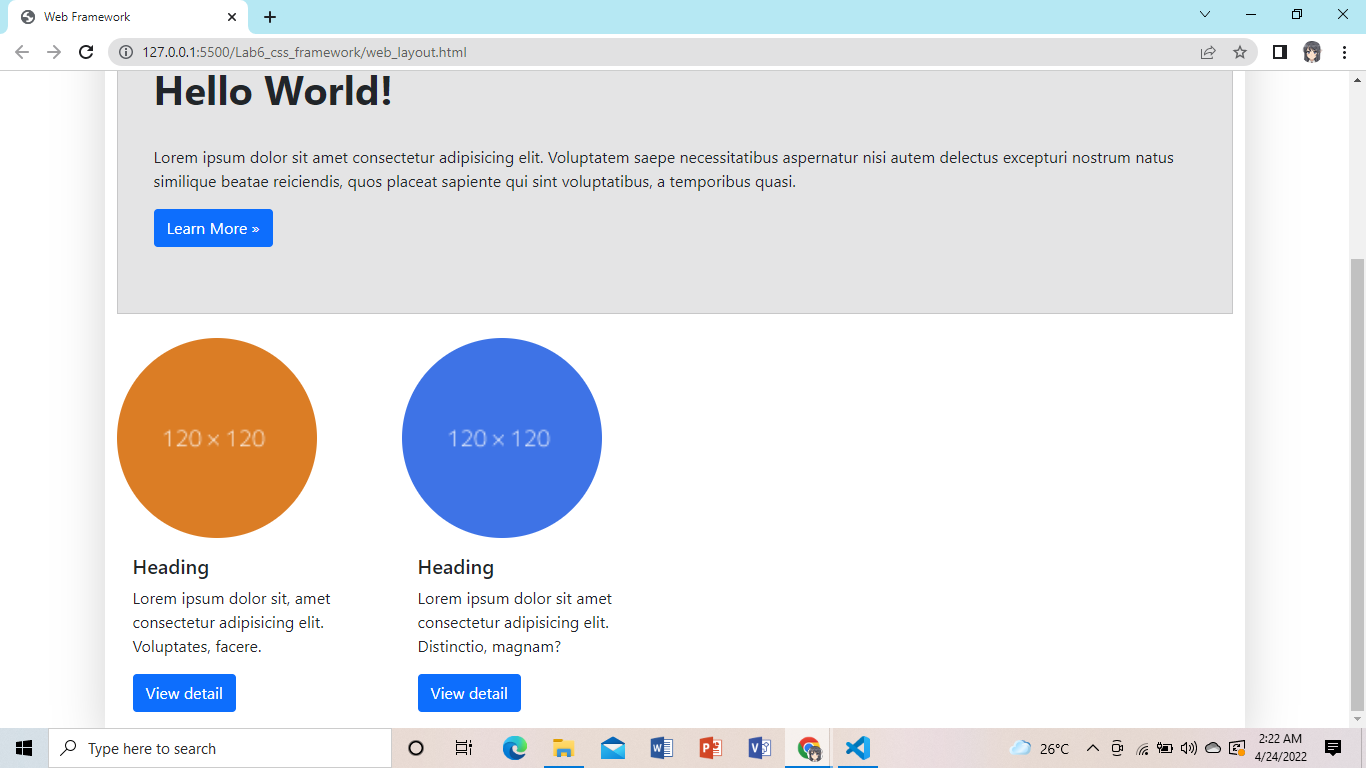 Web Framework
127.0.0.1:5500/Lab6_css_framework/web_layout.html
Hello World!
Lorem ipsum dolor sit amet consectetur adipisicing elit. Voluptatem saepe necessitatibus aspernatur nisi autem delectus excepturi nostrum natus
similique beatae reiciendis, quos placeat sapiente qui sint voluptatibus, a temporibus quasi.
Learn More »
120 × 120
120 × 120
Heading
Lorem ipsum dolor sit, amet
consectetur adipisicing elit.
Voluptates, facere.
View detail
Heading
Lorem ipsum dolor sit amet
consectetur adipisicing elit.
Distinctio, magnam?
View detail
Type here to search
26°C
2:22 AM
4/24/2022